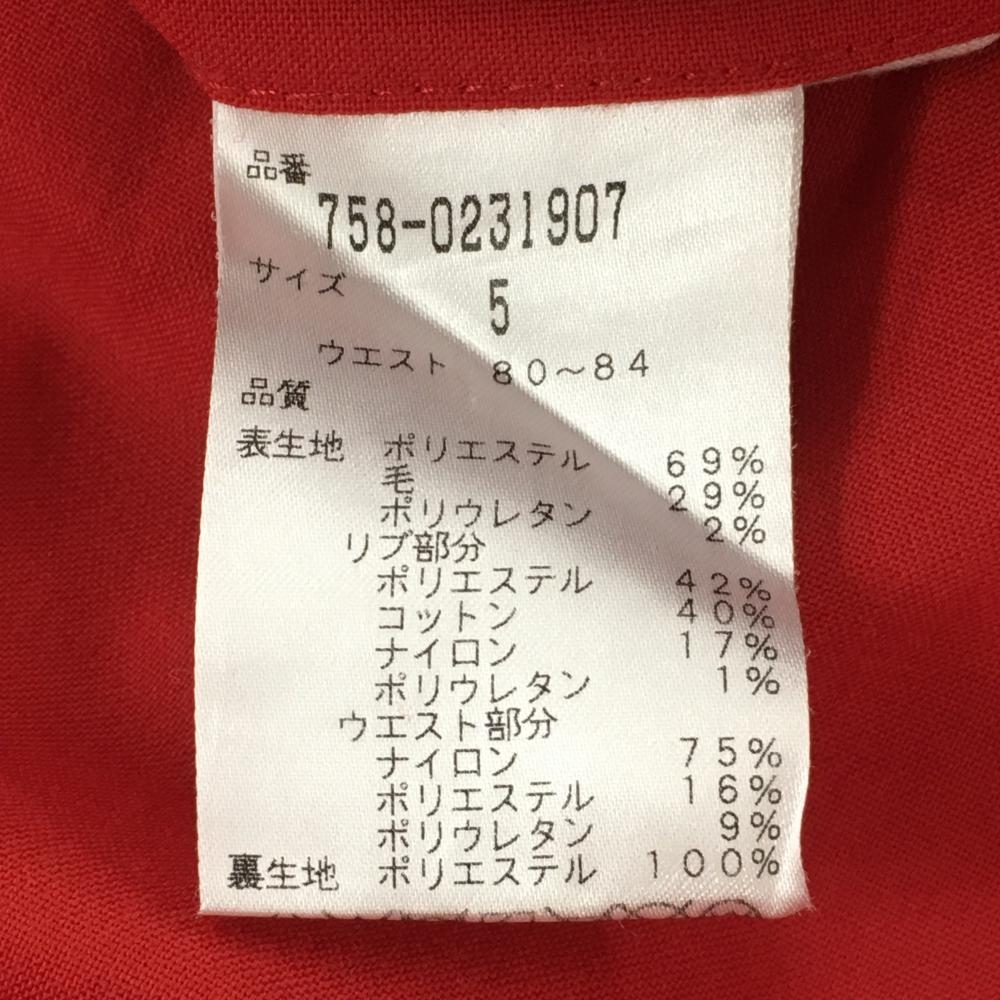 品番
758-0231907
サイズ 5
ウエスト 80～84
品質
表生地 ポリエステル 69%
毛 29%
ポリウレタン 2%
リブ部分
ポリエステル 42%
コットン 40%
ナイロン 17%
ポリウレタン 1%
ウエスト部分
ナイロン 75%
ポリエステル 16%
ポリウレタン 9%
裏生地 ポリエステル 100%